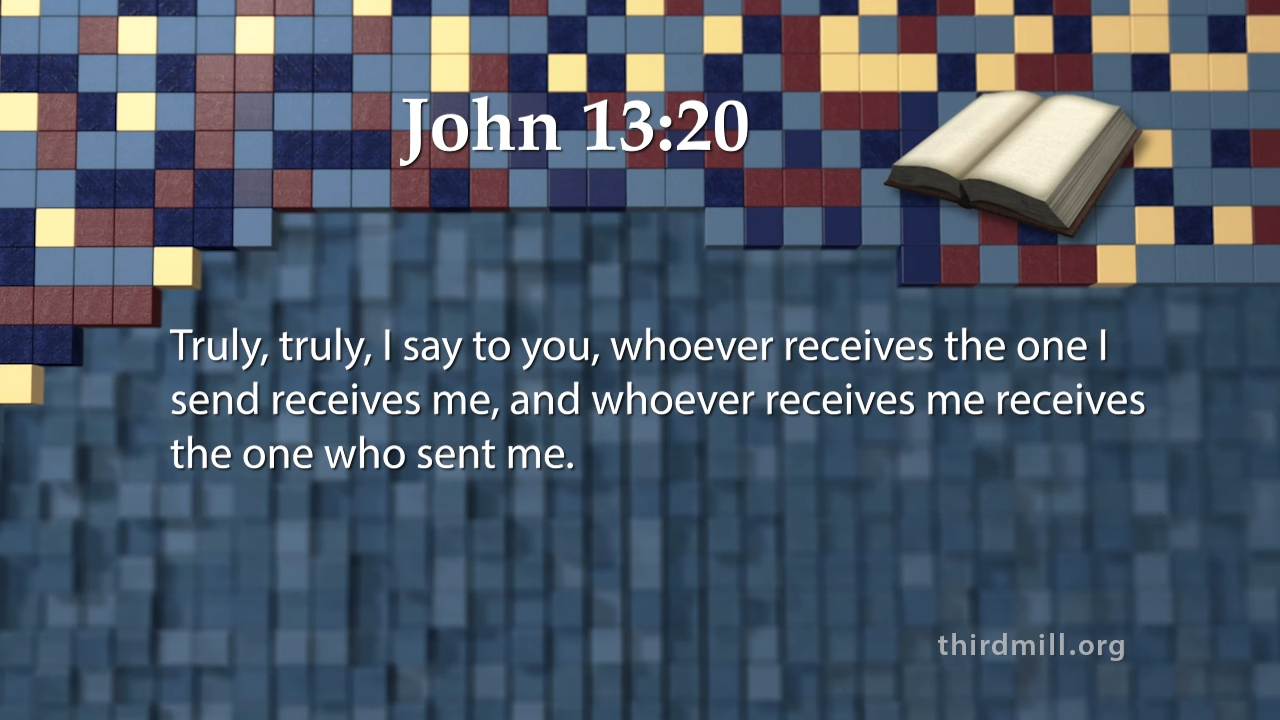 John 13:20
Truly, truly, I say to you, whoever receives the one I
send receives me, and whoever receives me receives
the one who sent me.
thirdmill.org